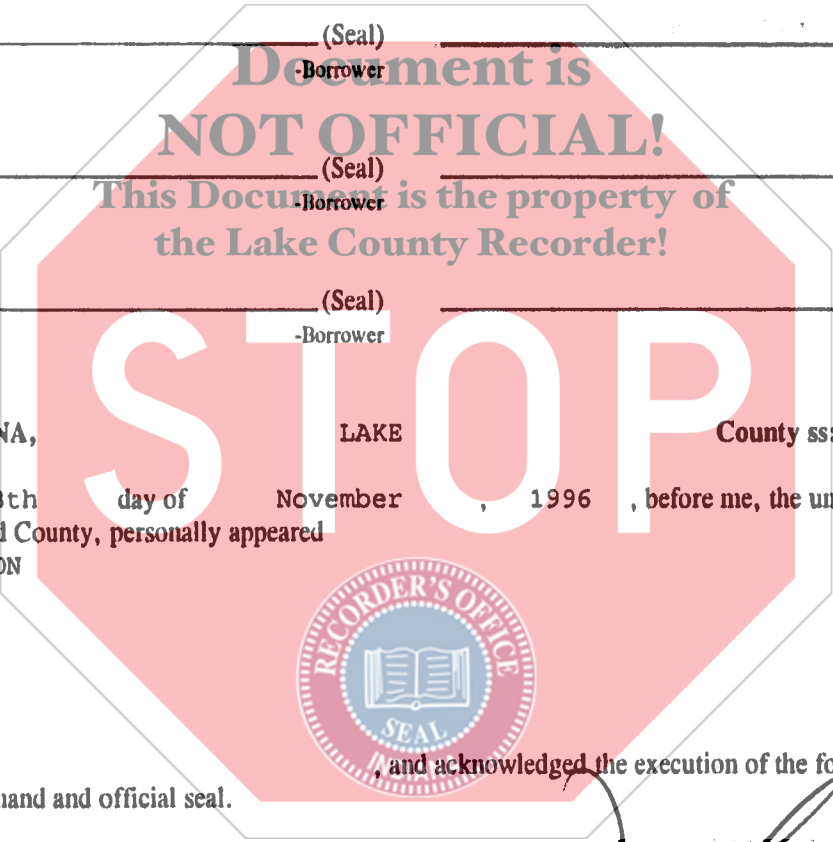 (Seal)
-Borrower
Document is
NOT OFFICIAL!
(Seal)
This Document is the property of
-Borrower
the Lake County Recorder!
(Seal)
-Borrower
STOP
NA, LAKE County ss:
8th day of November , 1996 , before me, the un
d County, personally appeared
ON
RECORDER'S OFFICE
SEAL
INDIANA
, and acknowledged the execution of the fo
hand and official seal.